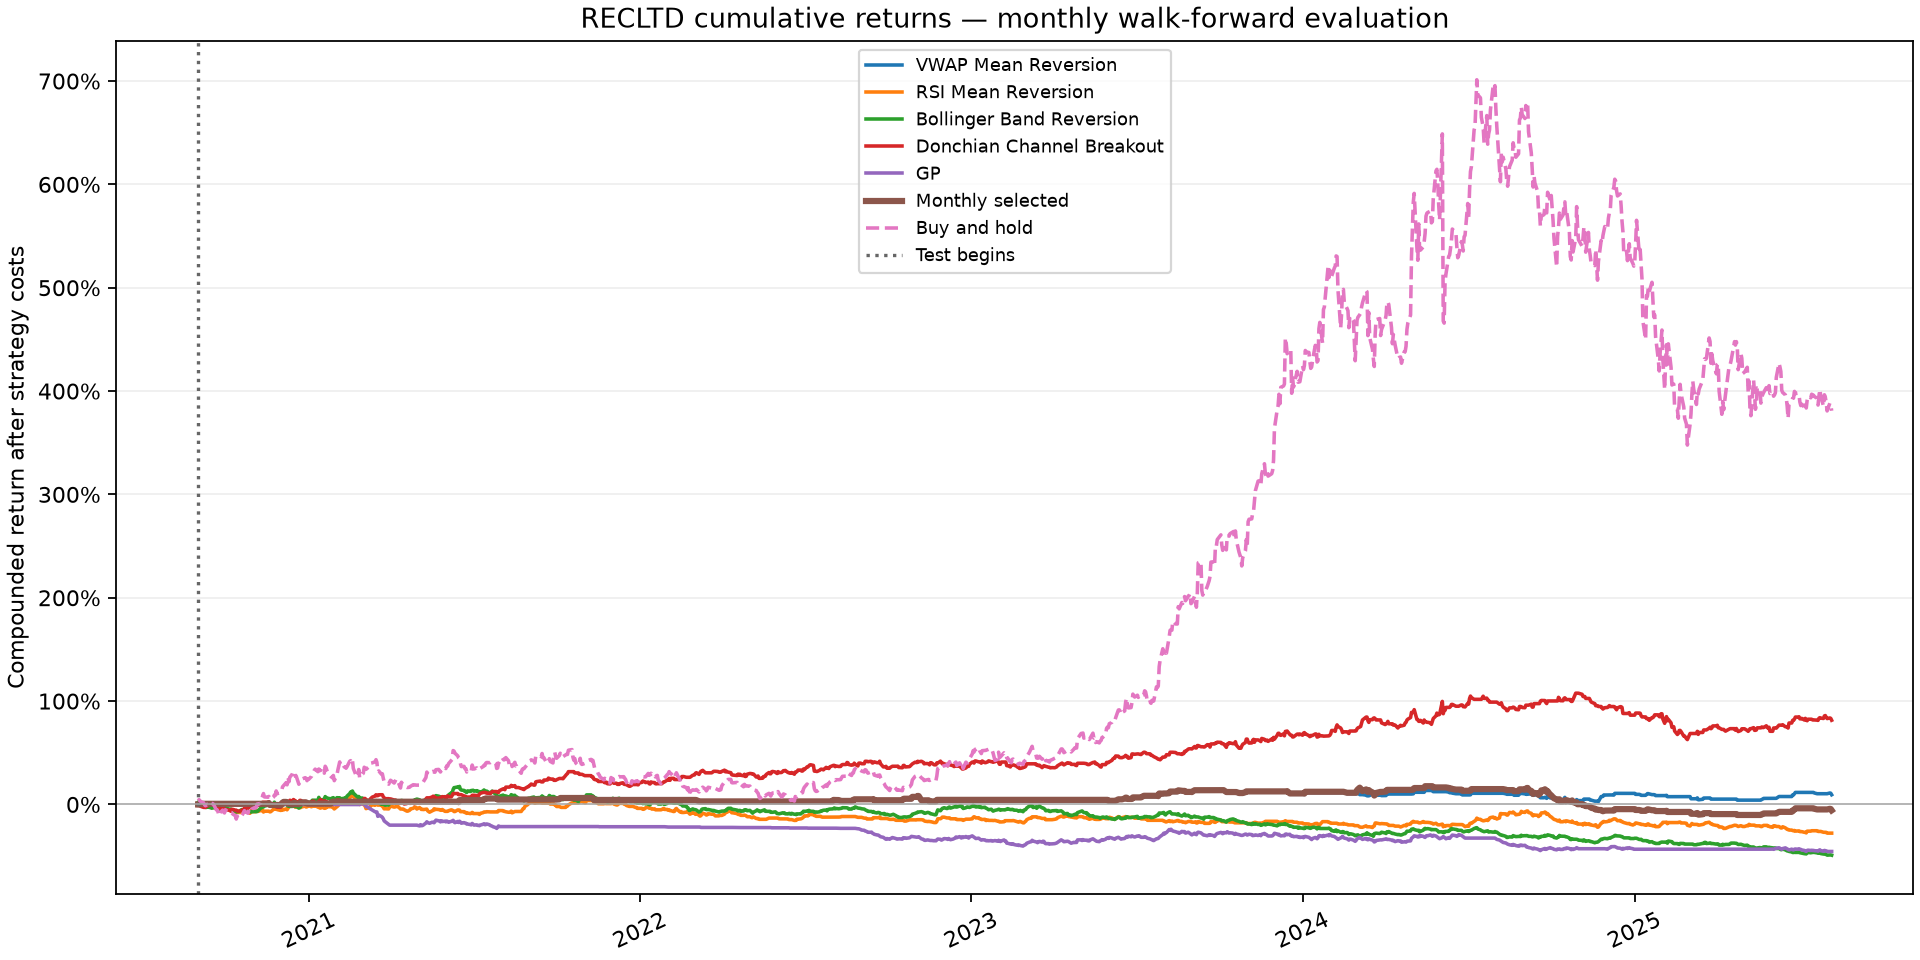 RECLTD cumulative returns — monthly walk-forward evaluation
VWAP Mean Reversion
RSI Mean Reversion
Bollinger Band Reversion
Donchian Channel Breakout
GP
Monthly selected
Buy and hold
Test begins
Compounded return after strategy costs
700%
600%
500%
400%
300%
200%
100%
0%
2021
2022
2023
2024
2025